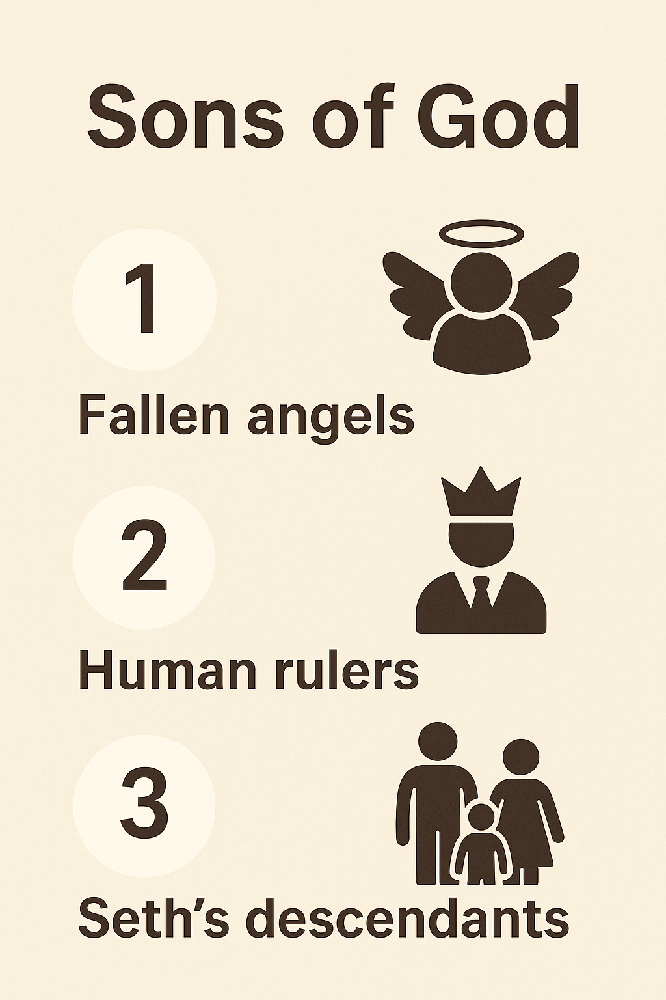 Sons of God
1
Fallen angels
2
Human rulers
3
Seth’s descendants